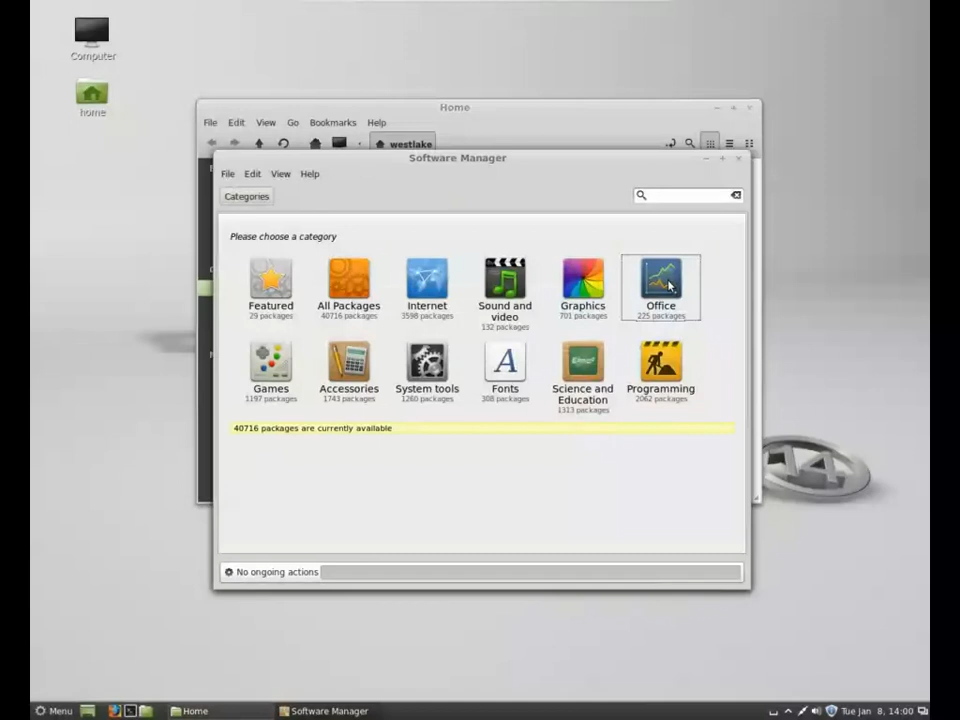 Computer
home
Home
File Edit View Go Bookmarks Help
westlake
Software Manager
File Edit View Help
Categories
Please choose a category
Featured
29 packages
All Packages
40716 packages
Internet
3598 packages
Sound and
video
132 packages
Graphics
701 packages
Office
225 packages
Games
1197 packages
Accessories
1743 packages
System tools
1260 packages
A
Fonts
308 packages
Science and
Education
1313 packages
Programming
2062 packages
40716 packages are currently available
14
No ongoing actions
Menu Home Software Manager Tue Jan 8, 14:00